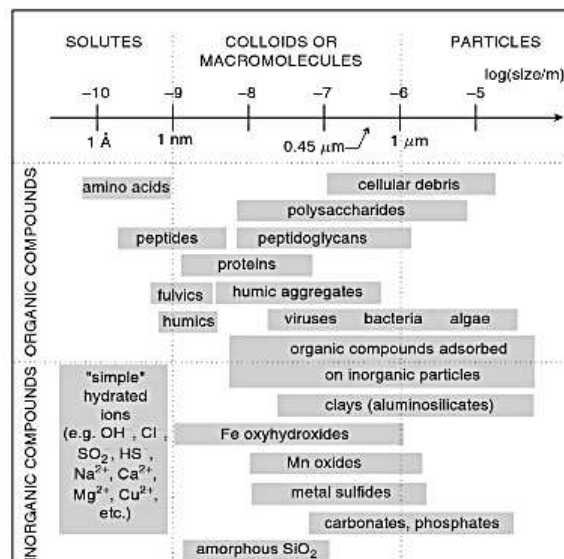 SOLUTES COLLOIDS OR MACROMOLECULES PARTICLES
log(size/m)
−10 −9 −8 −7 −6 −5
1 Å 1 nm 0.45 μm 1 μm
ORGANIC COMPOUNDS
amino acids cellular debris
polysaccharides
peptides peptidoglycans
proteins
fulvics humic aggregates
humics viruses bacteria algae
organic compounds adsorbed
on inorganic particles
INORGANIC COMPOUNDS
"simple"
hydrated
ions
(e.g. OH⁻, Cl⁻,
SO₂, HS⁻,
Na²⁺, Ca²⁺,
Mg²⁺, Cu²⁺,
etc.)
clays (aluminosilicates)
Fe oxyhydroxides
Mn oxides
metal sulfides
carbonates, phosphates
amorphous SiO₂